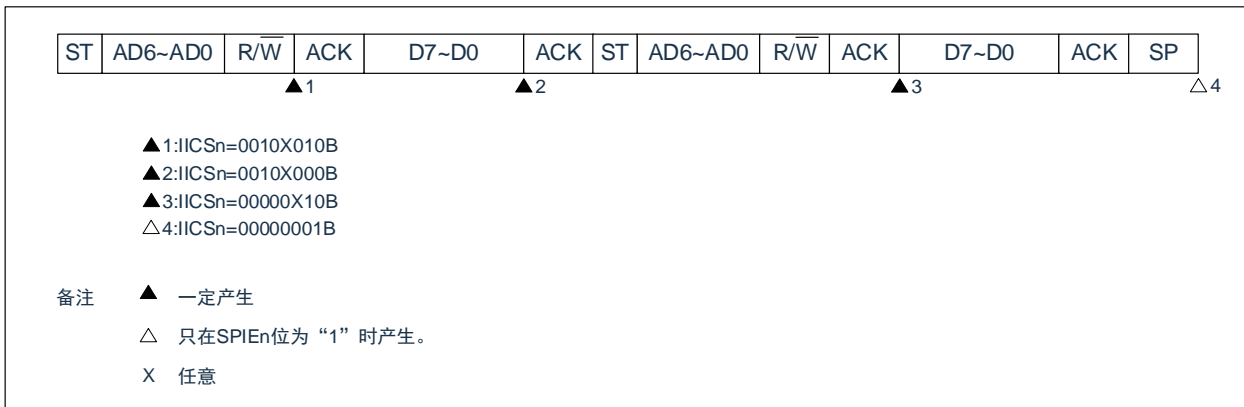 ST AD6~AD0 R/W̅ ACK D7~D0 ACK ST AD6~AD0 R/W̅ ACK D7~D0 ACK SP
▲1 ▲2 ▲3 △4
▲1:IICSn=0010X010B
▲2:IICSn=0010X000B
▲3:IICSn=00000X10B
△4:IICSn=00000001B
备注 ▲ 一定产生
△ 只在SPIEn位为“1”时产生。
X 任意